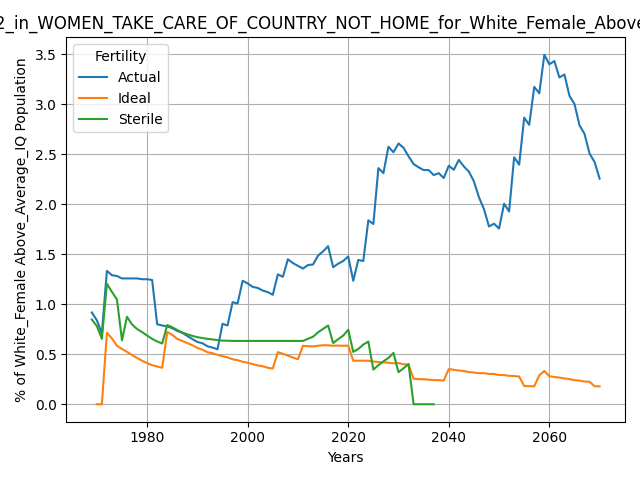 2_in_WOMEN_TAKE_CARE_OF_COUNTRY_NOT_HOME_for_White_Female_Above
% of White_Female Above_Average_IQ Population
Fertility
Actual
Ideal
Sterile
3.5
3.0
2.5
2.0
1.5
1.0
0.5
0.0
1980 2000 2020 2040 2060
Years